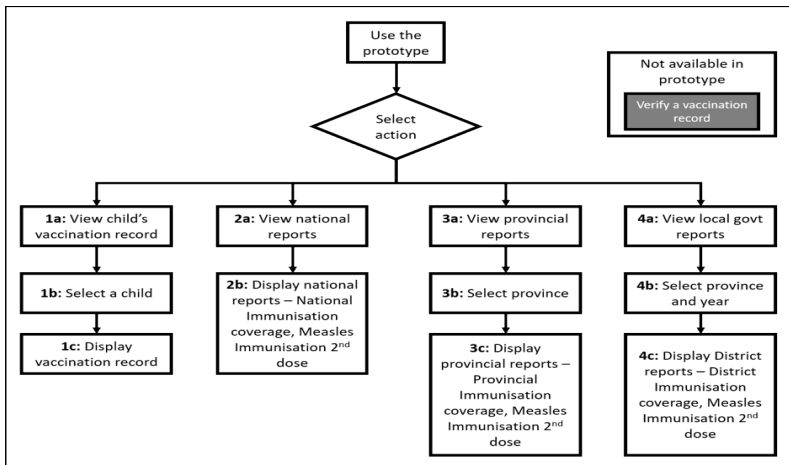 Use the
prototype
Not available in
prototype
Verify a vaccination
record
Select
action
1a: View child's
vaccination record
2a: View national
reports
3a: View provincial
reports
4a: View local govt
reports
1b: Select a child
2b: Display national
reports – National
Immunisation
coverage, Measles
Immunisation 2nd
dose
3b: Select province
4b: Select province
and year
1c: Display
vaccination record
3c: Display
provincial reports –
Provincial
Immunisation
coverage, Measles
Immunisation 2nd
dose
4c: Display District
reports – District
Immunisation
coverage, Measles
Immunisation 2nd
dose